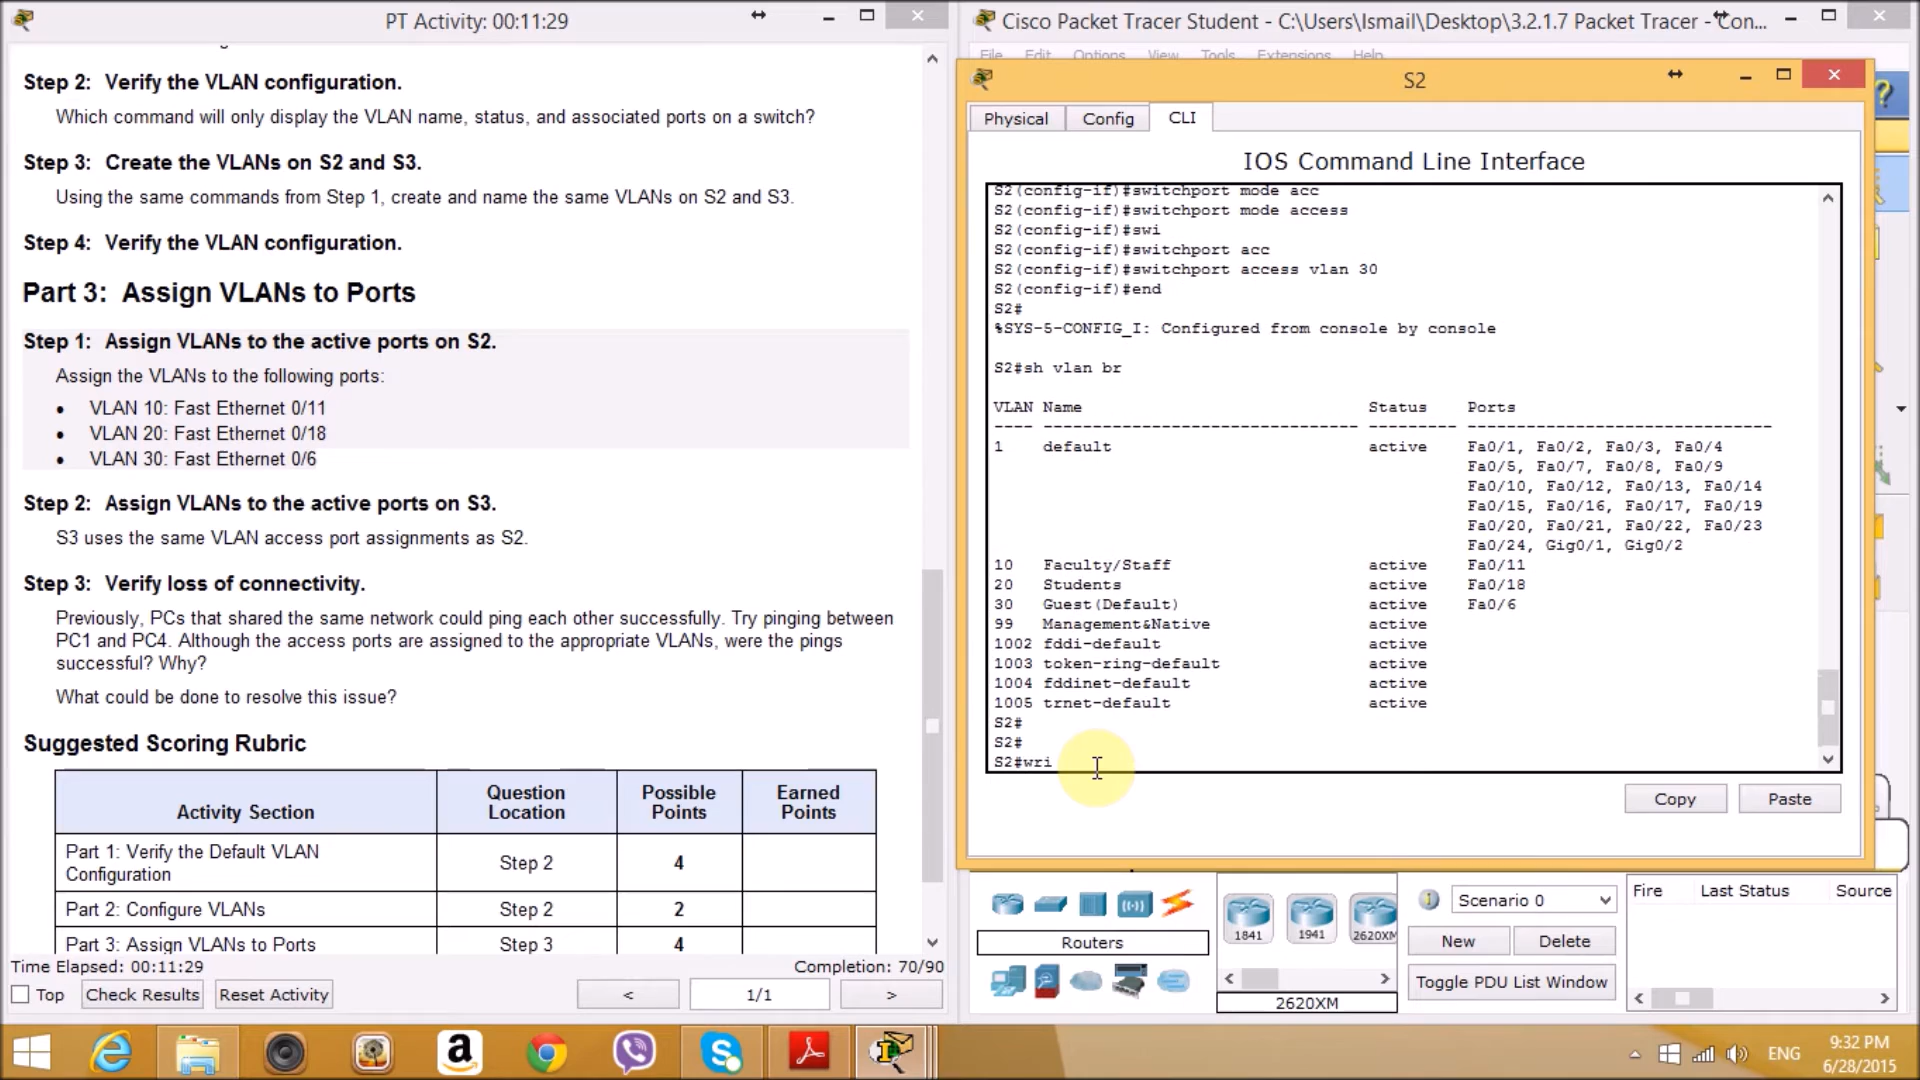 PT Activity: 00:11:29
Step 2: Verify the VLAN configuration.
Which command will only display the VLAN name, status, and associated ports on a switch?
Step 3: Create the VLANs on S2 and S3.
Using the same commands from Step 1, create and name the same VLANs on S2 and S3.
Step 4: Verify the VLAN configuration.
Part 3: Assign VLANs to Ports
Step 1: Assign VLANs to the active ports on S2.
Assign the VLANs to the following ports:
• VLAN 10: Fast Ethernet 0/11
• VLAN 20: Fast Ethernet 0/18
• VLAN 30: Fast Ethernet 0/6
Step 2: Assign VLANs to the active ports on S3.
S3 uses the same VLAN access port assignments as S2.
Step 3: Verify loss of connectivity.
Previously, PCs that shared the same network could ping each other successfully. Try pinging between
PC1 and PC4. Although the access ports are assigned to the appropriate VLANs, were the pings
successful? Why?
What could be done to resolve this issue?
Suggested Scoring Rubric
Activity Section Question Location Possible Points Earned Points
Part 1: Verify the Default VLAN Configuration Step 2 4
Part 2: Configure VLANs Step 2 2
Part 3: Assign VLANs to Ports Step 3 4
Time Elapsed: 00:11:29 Completion: 70/90
Top Check Results Reset Activity < 1/1 >
Cisco Packet Tracer Student - C:\Users\Ismail\Desktop\3.2.1.7 Packet Tracer - Con...
File Edit Options View Tools Extensions Help
S2
Physical Config CLI
IOS Command Line Interface
S2(config-if)#switchport mode acc
S2(config-if)#switchport mode access
S2(config-if)#swi
S2(config-if)#switchport acc
S2(config-if)#switchport access vlan 30
S2(config-if)#end
S2#
%SYS-5-CONFIG_I: Configured from console by console
S2#sh vlan br
VLAN Name Status Ports
---- -------------------------------- --------- -------------------------------
1 default active Fa0/1, Fa0/2, Fa0/3, Fa0/4
Fa0/5, Fa0/7, Fa0/8, Fa0/9
Fa0/10, Fa0/12, Fa0/13, Fa0/14
Fa0/15, Fa0/16, Fa0/17, Fa0/19
Fa0/20, Fa0/21, Fa0/22, Fa0/23
Fa0/24, Gig0/1, Gig0/2
10 Faculty/Staff active Fa0/11
20 Students active Fa0/18
30 Guest(Default) active Fa0/6
99 Management&Native active
1002 fddi-default active
1003 token-ring-default active
1004 fddinet-default active
1005 trnet-default active
S2#
S2#
S2#wri
Copy Paste
Routers
1841 1941 2620XM
2620XM
Scenario 0
New Delete
Toggle PDU List Window
Fire Last Status Source
ENG
9:32 PM
6/28/2015